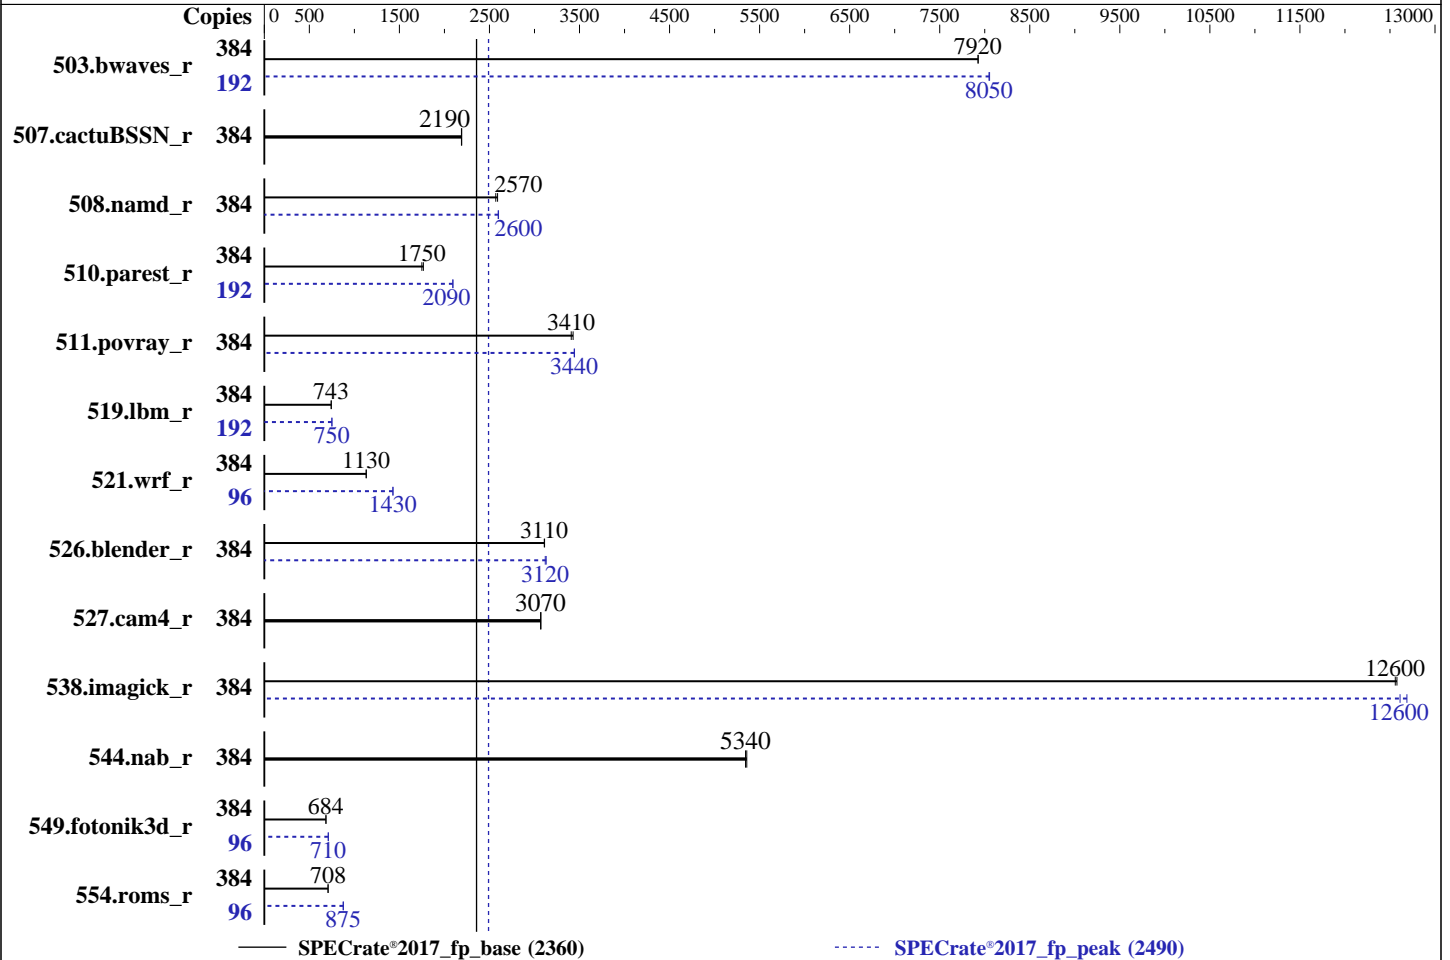 Copies 0 500 1500 2500 3500 4500 5500 6500 7500 8500 9500 10500 11500 13000
503.bwaves_r 384 7920
192 8050
507.cactuBSSN_r 384 2190
508.namd_r 384 2570
2600
510.parest_r 384 1750
192 2090
511.povray_r 384 3410
3440
519.lbm_r 384 743
192 750
521.wrf_r 384 1130
96 1430
526.blender_r 384 3110
3120
527.cam4_r 384 3070
538.imagick_r 384 12600
12600
544.nab_r 384 5340
549.fotonik3d_r 384 684
96 710
554.roms_r 384 708
96 875
SPECrate®2017_fp_base (2360) SPECrate®2017_fp_peak (2490)